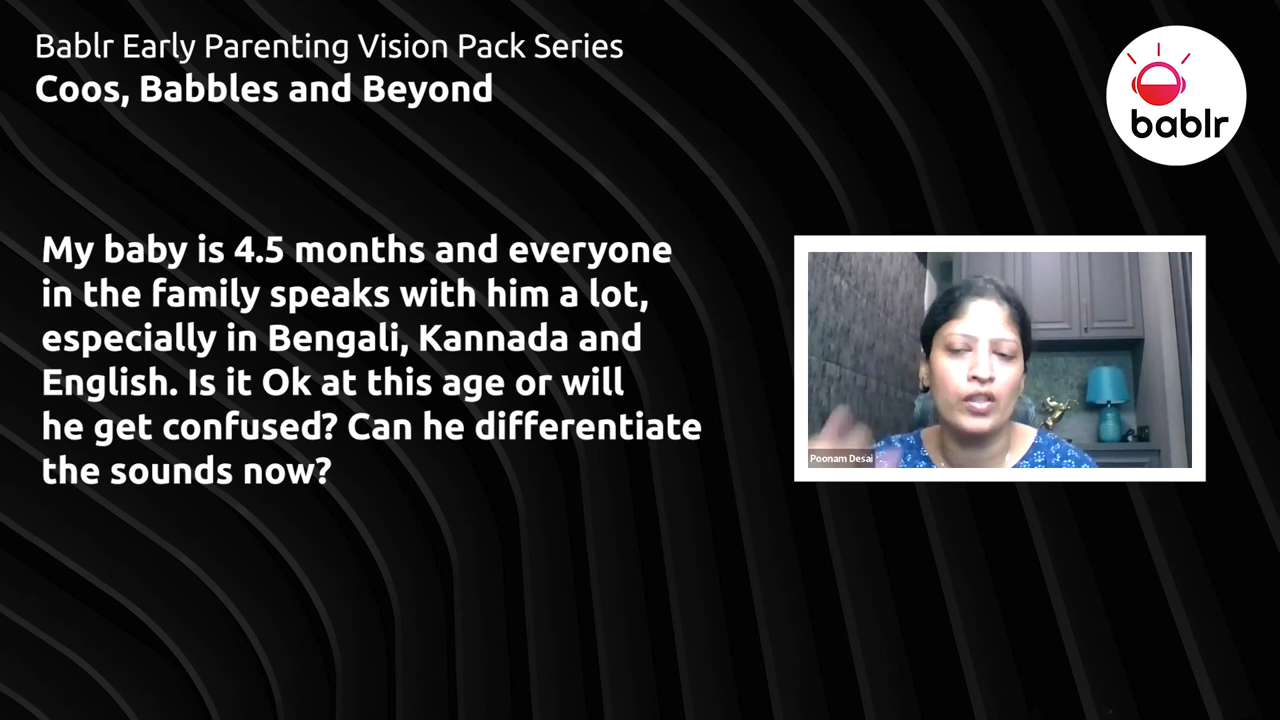 Bablr Early Parenting Vision Pack Series
Coos, Babbles and Beyond
bablr
My baby is 4.5 months and everyone
in the family speaks with him a lot,
especially in Bengali, Kannada and
English. Is it Ok at this age or will
he get confused? Can he differentiate
the sounds now?
Poonam Desai